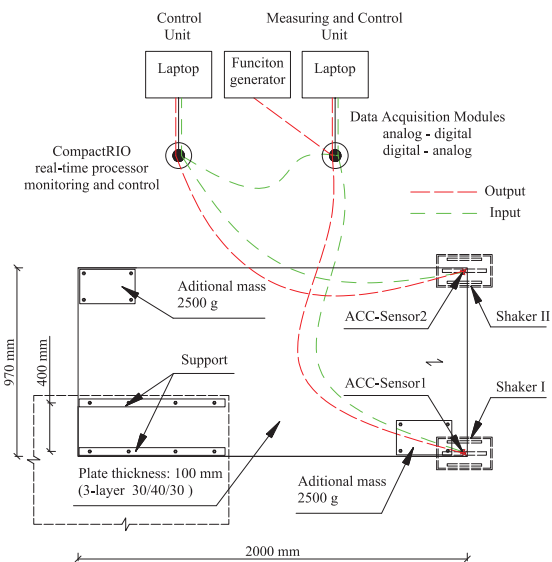 Control
Unit
Measuring and Control
Unit
Laptop
Funciton
generator
Laptop
Data Acquisition Modules
analog - digital
digital - analog
CompactRIO
real-time processor
monitoring and control
Output
Input
Aditional mass
2500 g
ACC-Sensor2
Shaker II
970 mm
400 mm
Support
ACC-Sensor1
Shaker I
Plate thickness: 100 mm
(3-layer 30/40/30 )
Aditional mass
2500 g
2000 mm